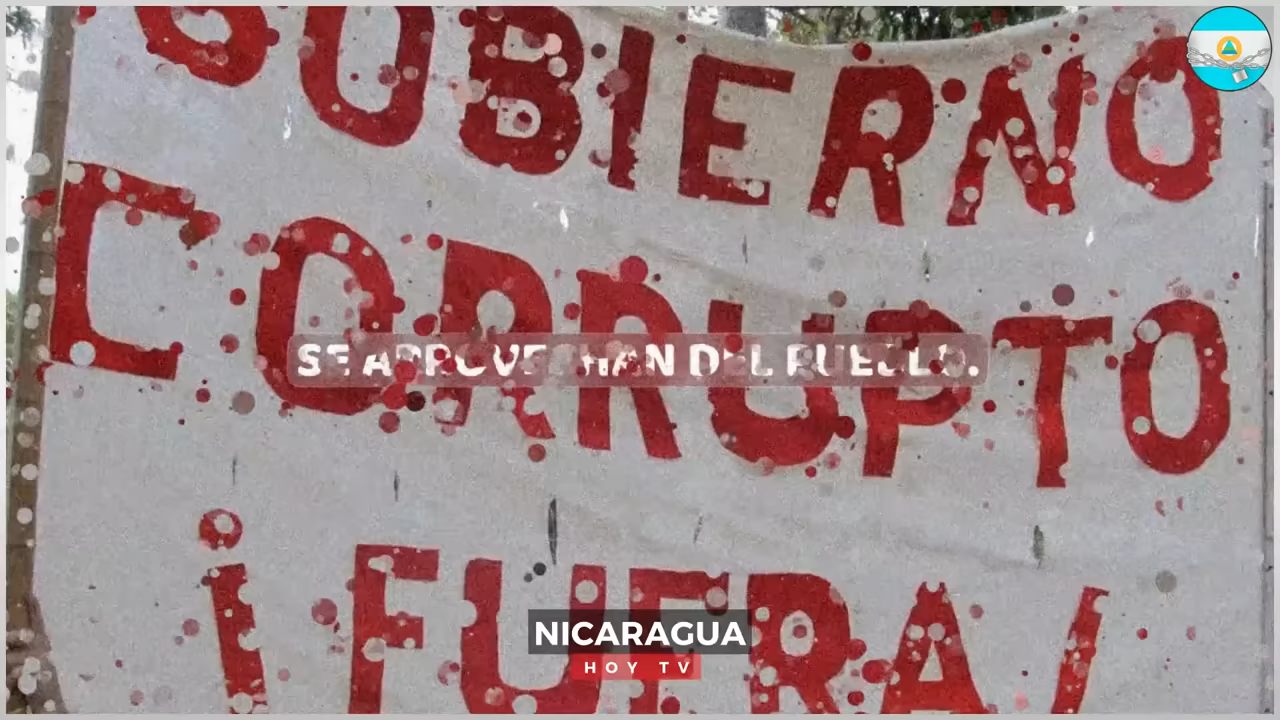 GOBIERNO
CORRUPTO
SE APROVECHAN DEL PUEBLO.
¡FUERA!
NICARAGUA
HOY TV